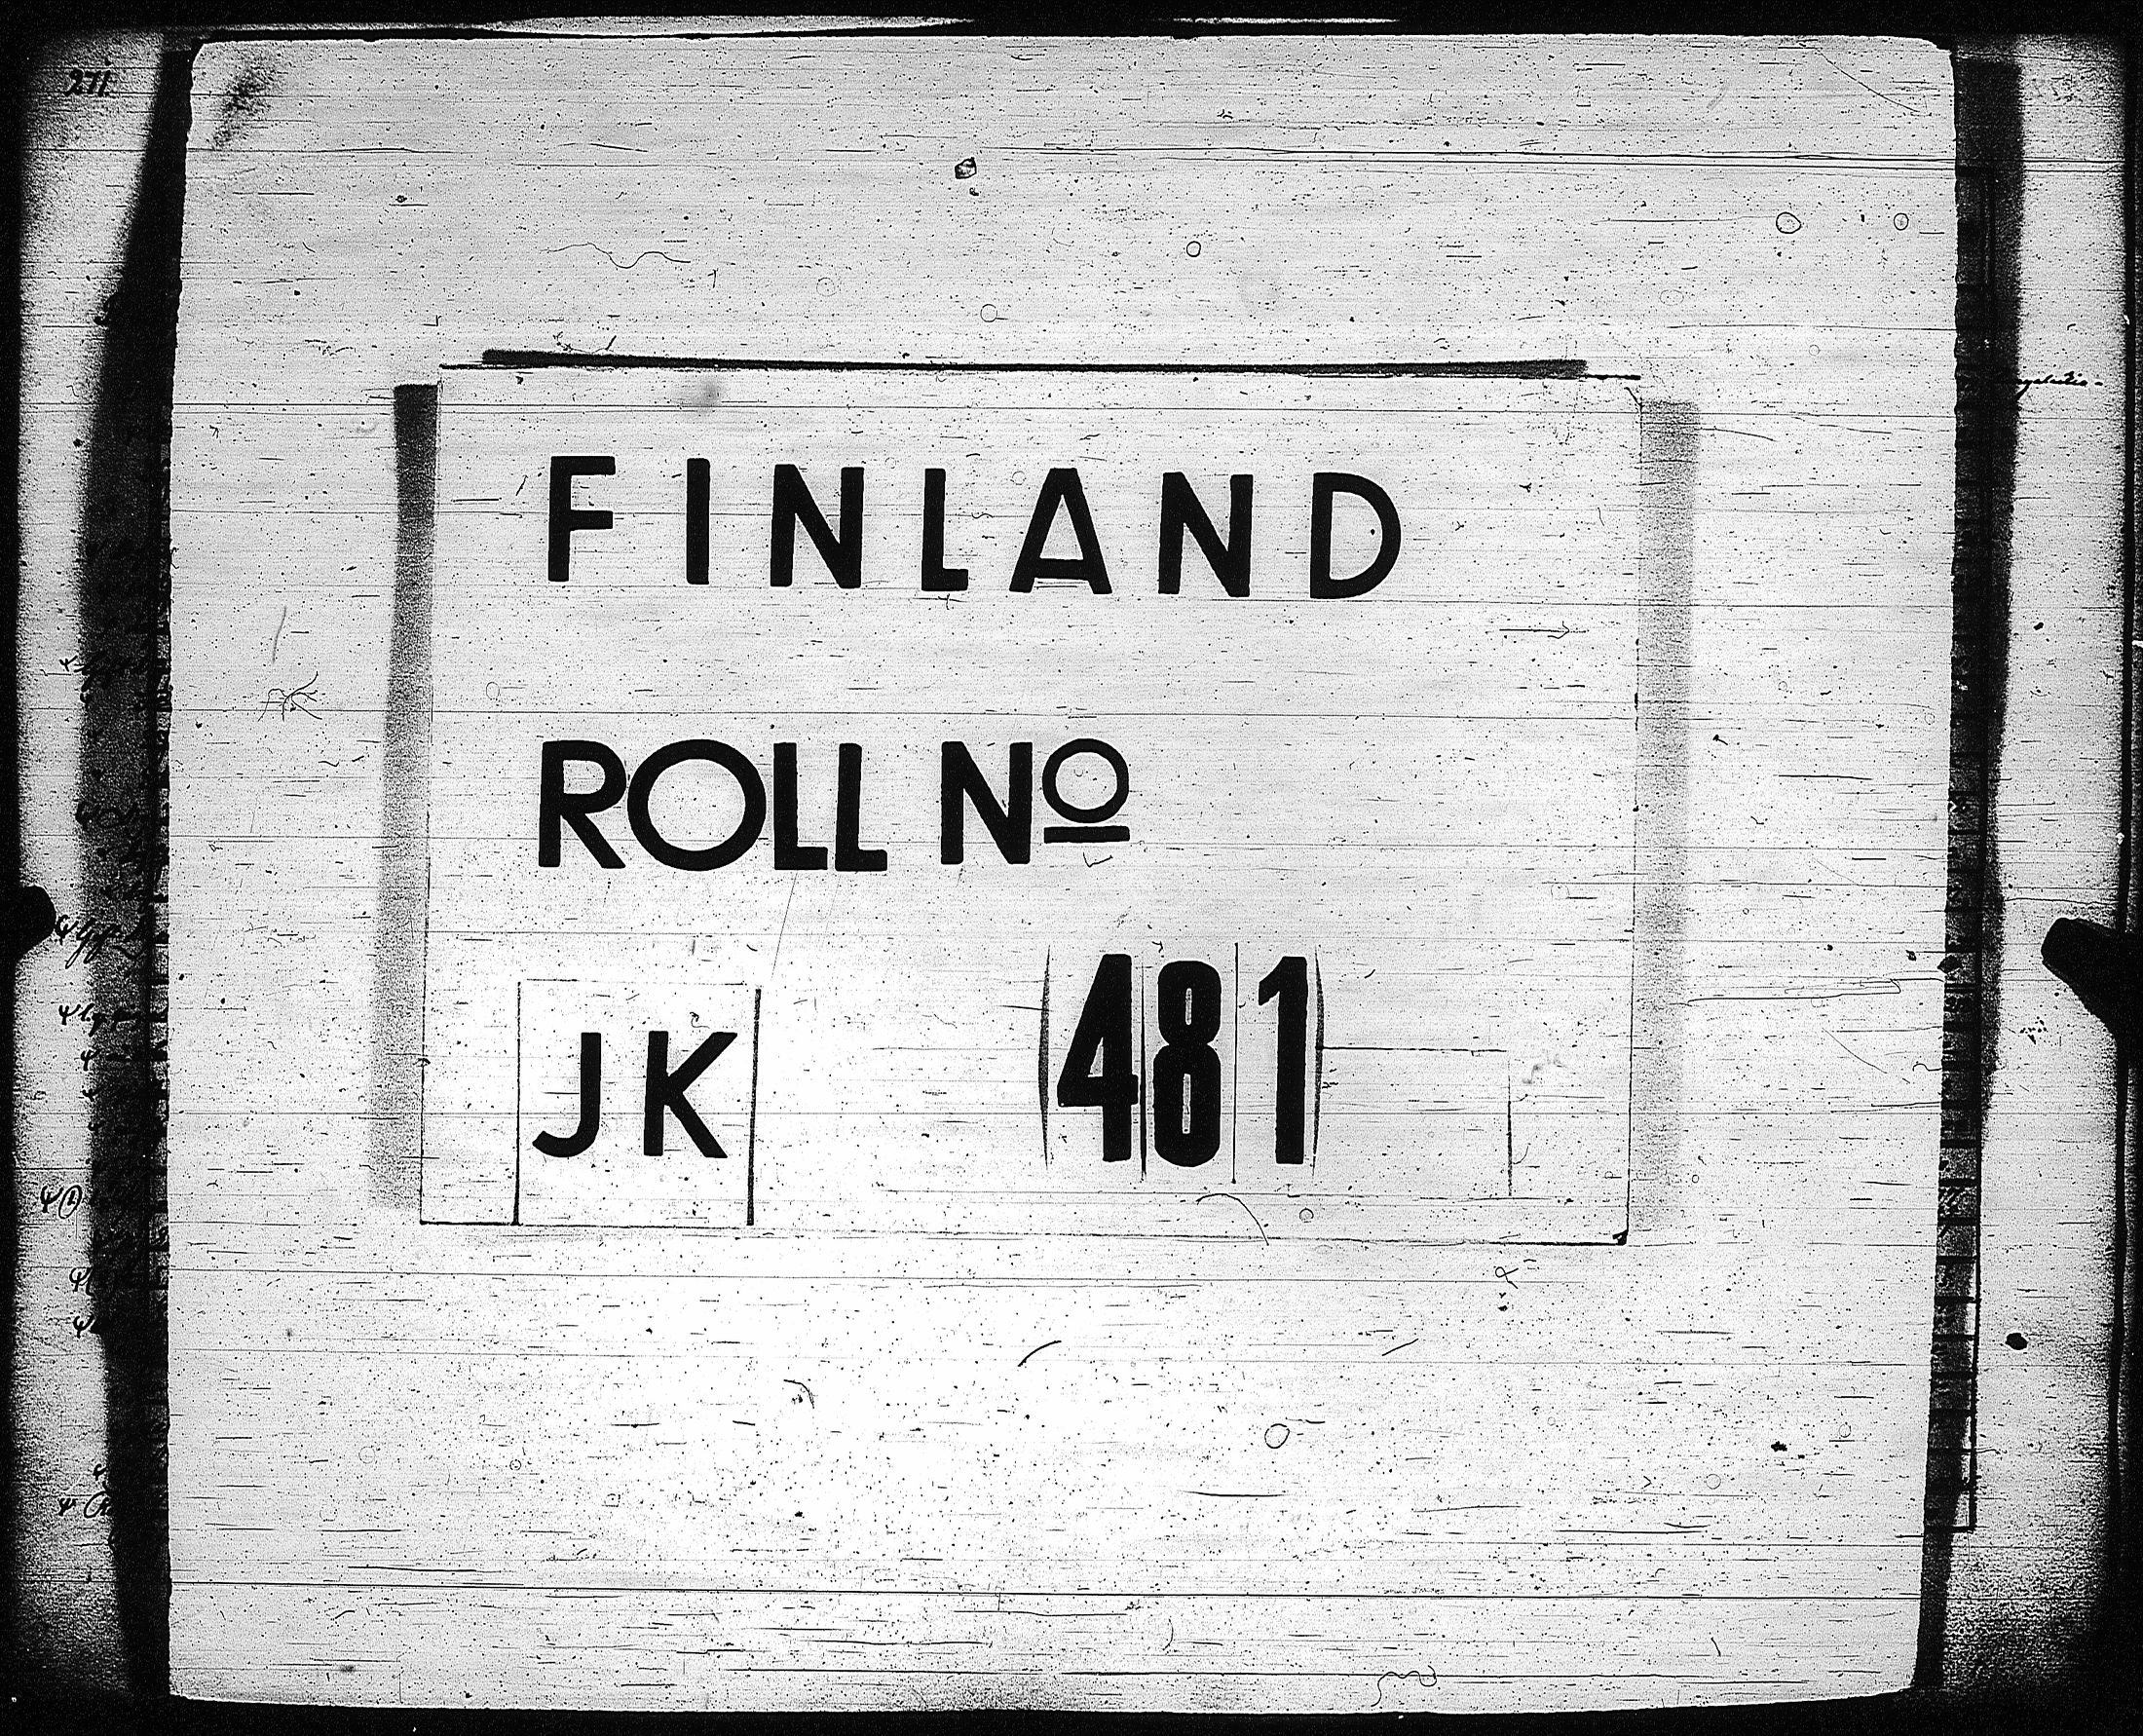 271.
FINLAND
ROLL Nº
JK 481